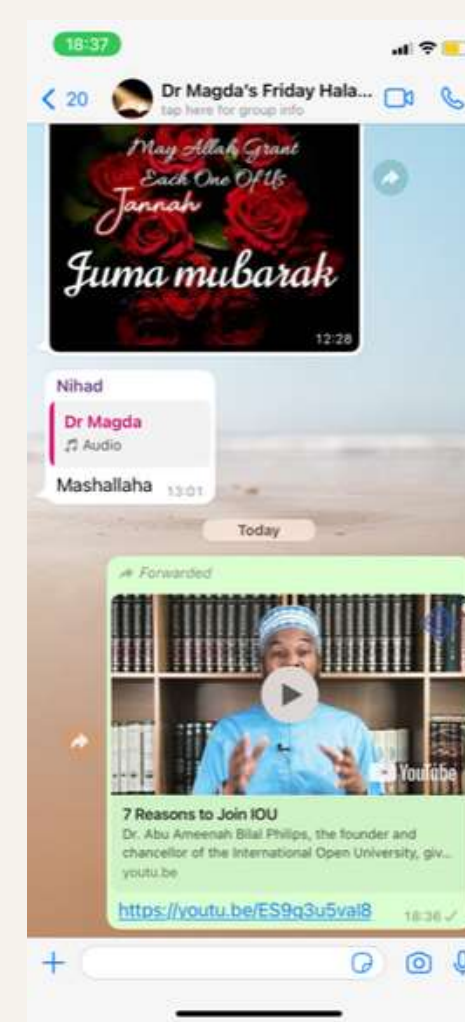 18:37
20
Dr Magda's Friday Hala...
tap here for group info
May Allah Grant
Each One Of Us
Jannah
Juma mubarak
12:28
Nihad
Dr Magda
Audio
Mashallaha 13:01
Today
Forwarded
YouTube
7 Reasons to Join IOU
Dr. Abu Ameenah Bilal Philips, the founder and
chancellor of the International Open University, giv...
youtu.be
https://youtu.be/ES9q3u5vaI8 18:36